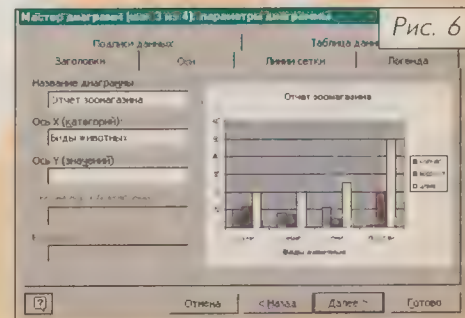 Мастер диаграмм (шаг 3 из 4): параметры диаграммы
Рис. 6
Подписи данных
Таблица данн
Заголовки
Оси
Линии сетки
Легенда
Название диаграммы
Отчет зоомагазина
Ось X (категорий):
Виды животных
Ось Y (значений)
Отчет зоомагазина
Виды животных
Отмена
< Назад
Далее >
Готово